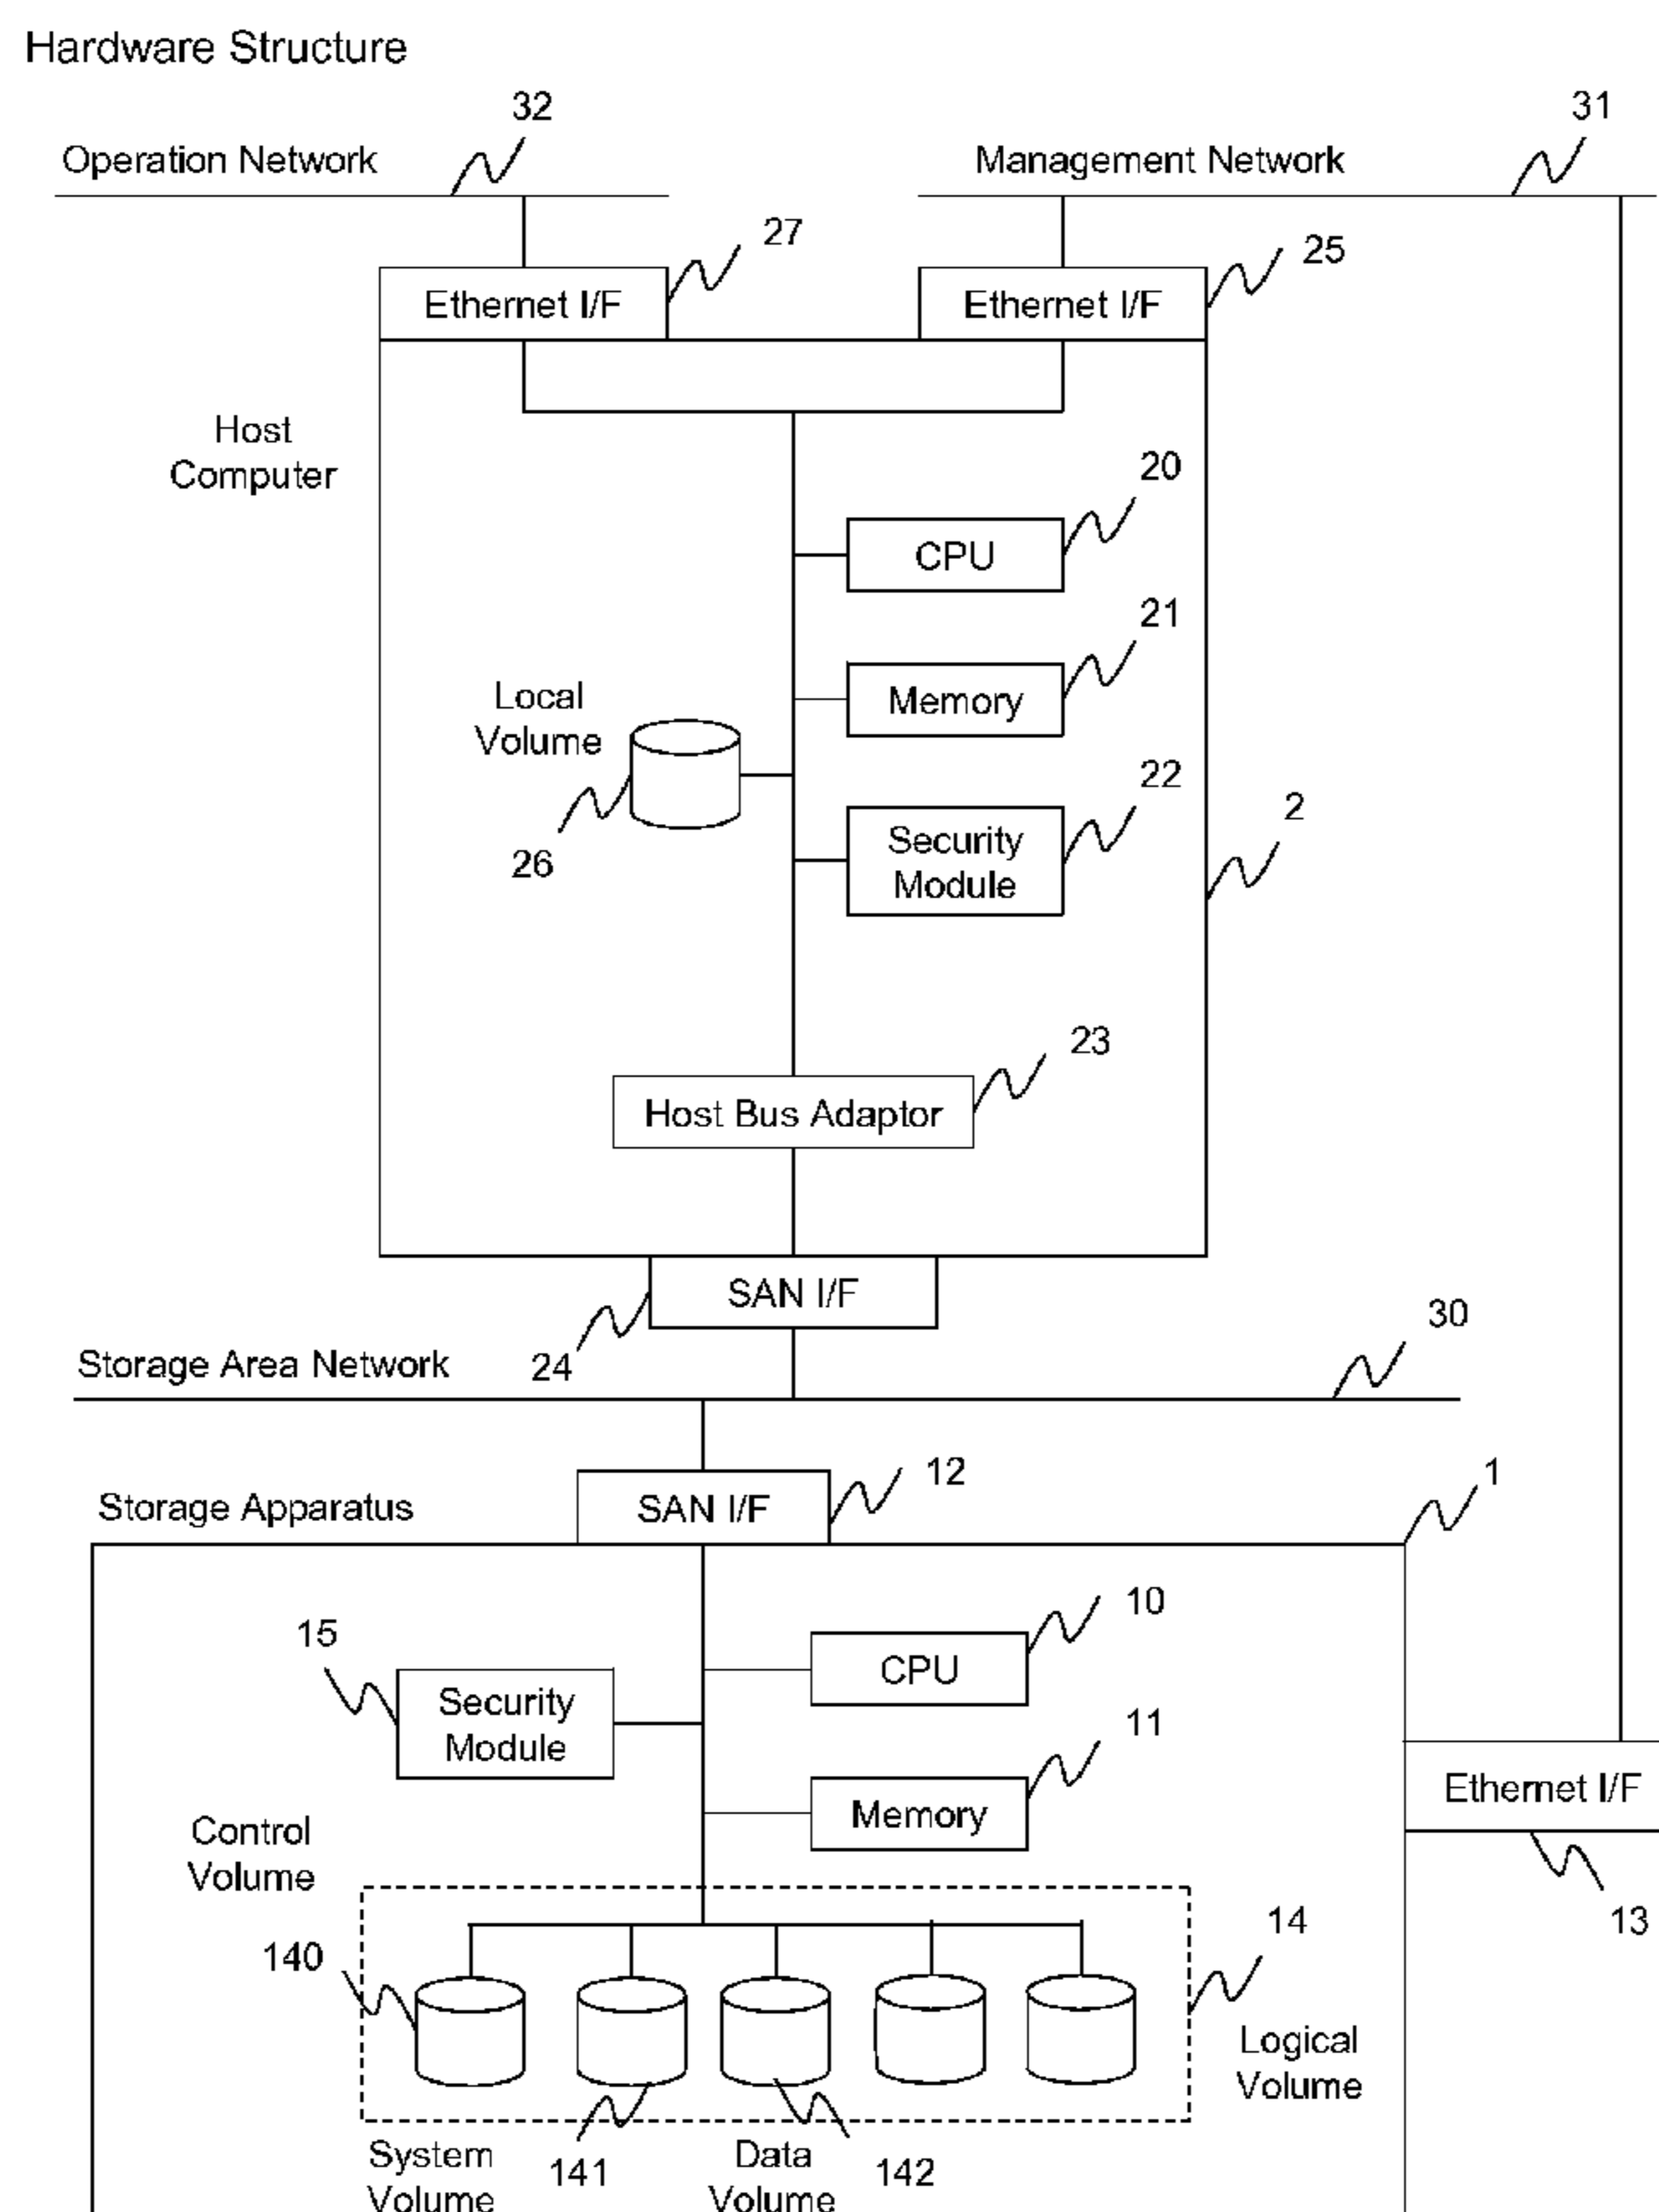 Hardware Structure
32
31
Operation Network
Management Network
27
25
Ethernet I/F
Ethernet I/F
Host
Computer
20
CPU
21
Memory
Local
Volume
26
22
Security
Module
2
23
Host Bus Adaptor
SAN I/F
24
30
Storage Area Network
12
1
SAN I/F
Storage Apparatus
10
15
CPU
Security
Module
11
Memory
Ethernet I/F
13
Control
Volume
140
14
Logical
Volume
System
Volume
141
Data
Volume
142